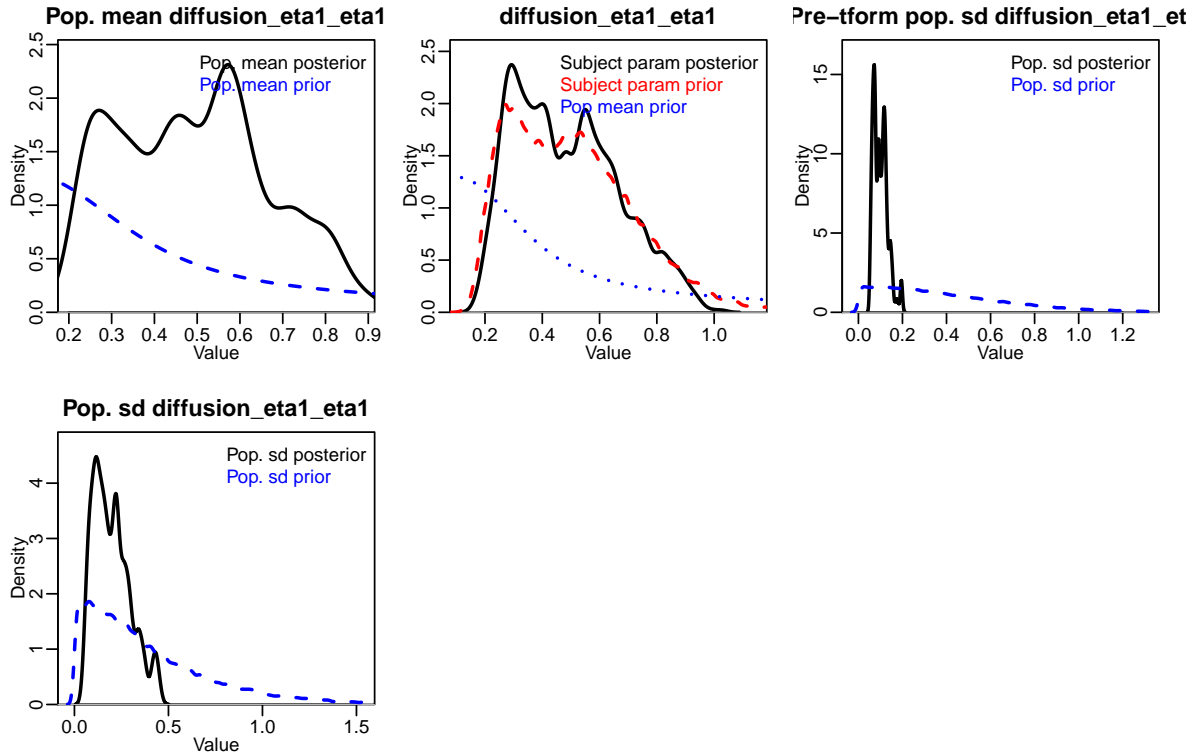 Pop. mean diffusion_eta1_eta1
Density
0.0 0.5 1.0 1.5 2.0 2.5
Pop. mean posterior
Pop. mean prior
0.2 0.3 0.4 0.5 0.6 0.7 0.8 0.9
Value
diffusion_eta1_eta1
Density
0.0 0.5 1.0 1.5 2.0 2.5
Subject param posterior
Subject param prior
Pop mean prior
0.2 0.4 0.6 0.8 1.0
Value
Pre−tform pop. sd diffusion_eta1_et
Density
0 5 10 15
Pop. sd posterior
Pop. sd prior
0.0 0.2 0.4 0.6 0.8 1.0 1.2
Value
Pop. sd diffusion_eta1_eta1
Density
0 1 2 3 4
Pop. sd posterior
Pop. sd prior
0.0 0.5 1.0 1.5
Value